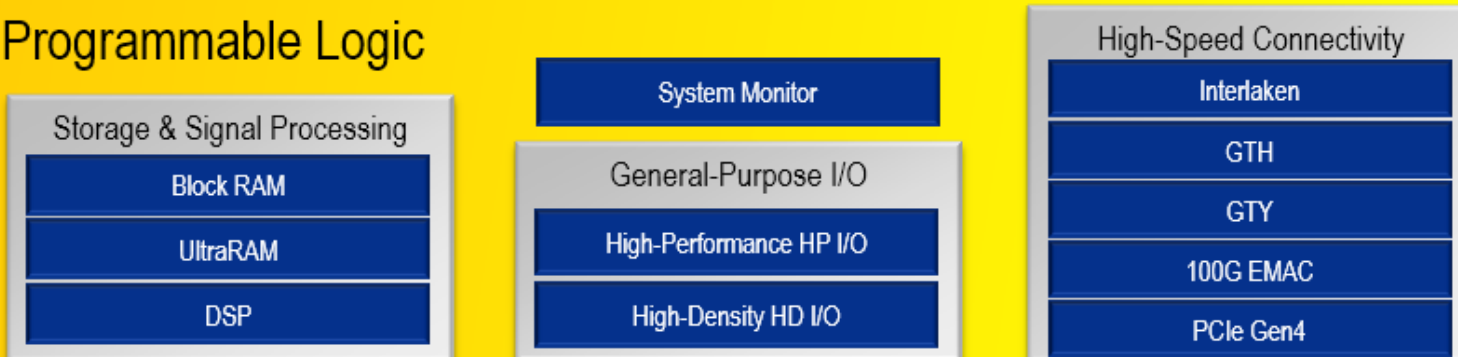 Programmable Logic
Storage & Signal Processing
Block RAM
UltraRAM
DSP
System Monitor
General-Purpose I/O
High-Performance HP I/O
High-Density HD I/O
High-Speed Connectivity
Interlaken
GTH
GTY
100G EMAC
PCIe Gen4